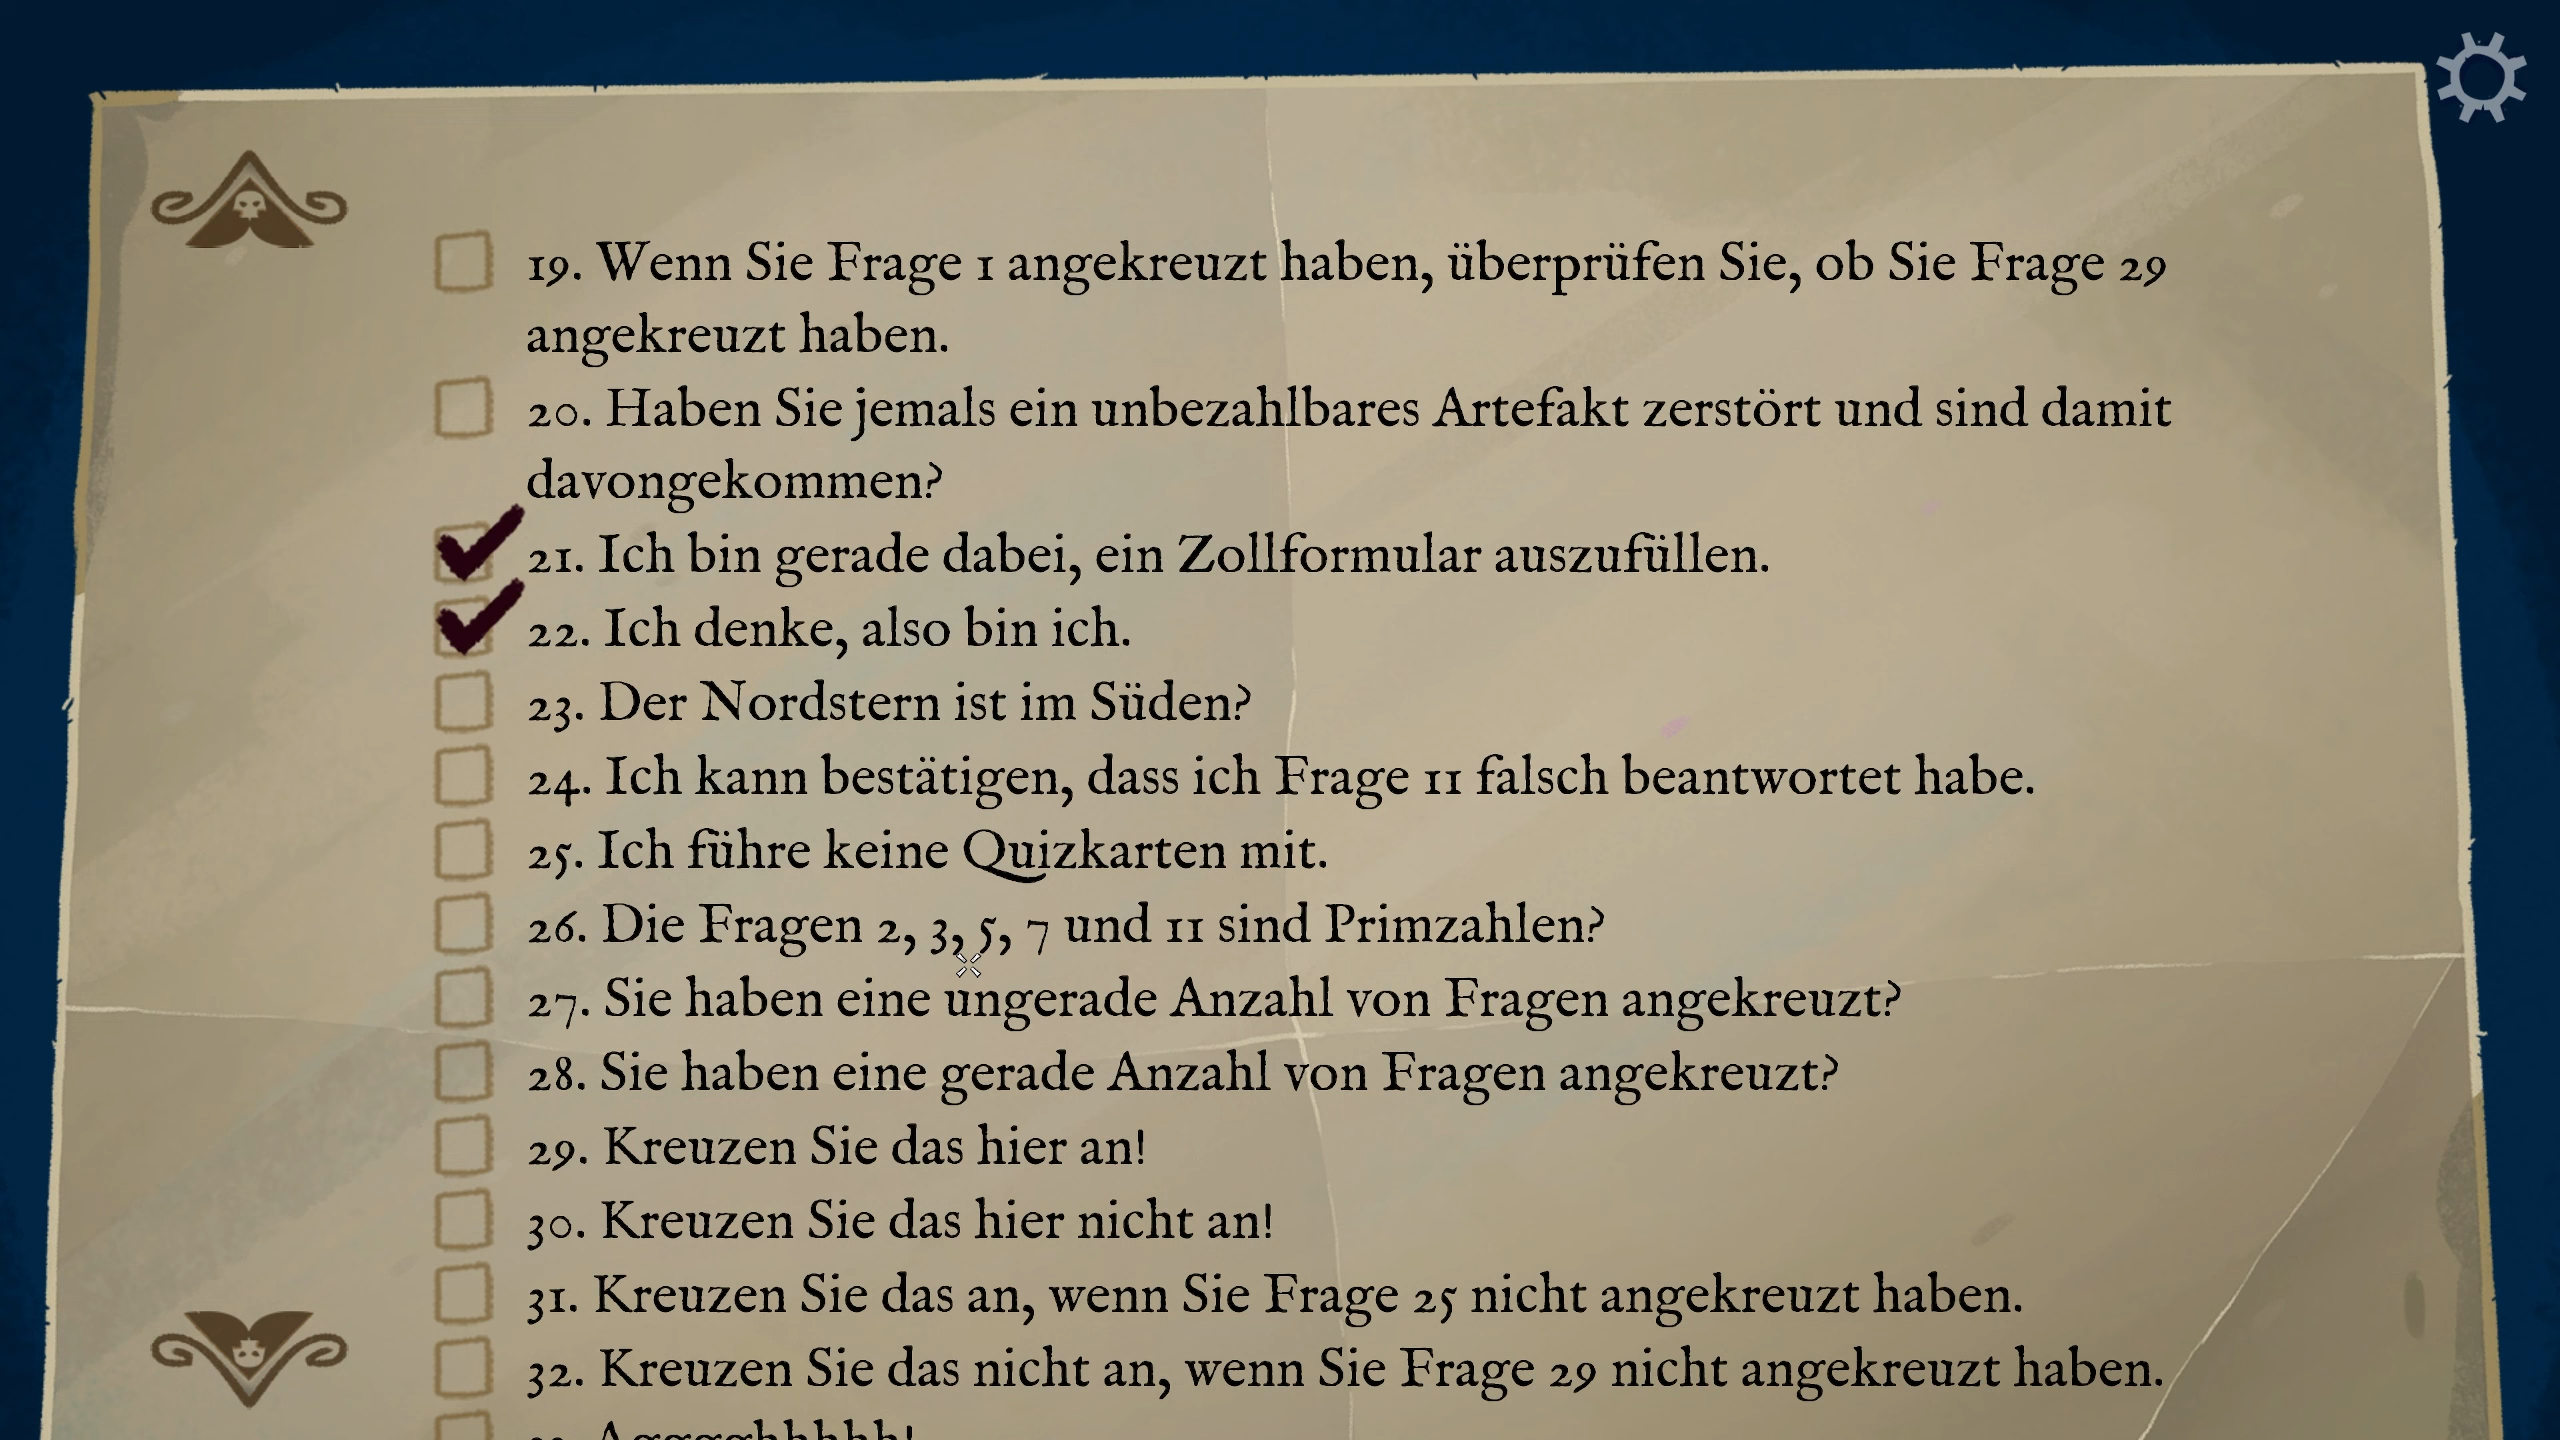 19. Wenn Sie Frage 1 angekreuzt haben, überprüfen Sie, ob Sie Frage 29
angekreuzt haben.
20. Haben Sie jemals ein unbezahlbares Artefakt zerstört und sind damit
davongekommen?
21. Ich bin gerade dabei, ein Zollformular auszufüllen.
22. Ich denke, also bin ich.
23. Der Nordstern ist im Süden?
24. Ich kann bestätigen, dass ich Frage 11 falsch beantwortet habe.
25. Ich führe keine Quizkarten mit.
26. Die Fragen 2, 3, 5, 7 und 11 sind Primzahlen?
27. Sie haben eine ungerade Anzahl von Fragen angekreuzt?
28. Sie haben eine gerade Anzahl von Fragen angekreuzt?
29. Kreuzen Sie das hier an!
30. Kreuzen Sie das hier nicht an!
31. Kreuzen Sie das an, wenn Sie Frage 25 nicht angekreuzt haben.
32. Kreuzen Sie das nicht an, wenn Sie Frage 29 nicht angekreuzt haben.